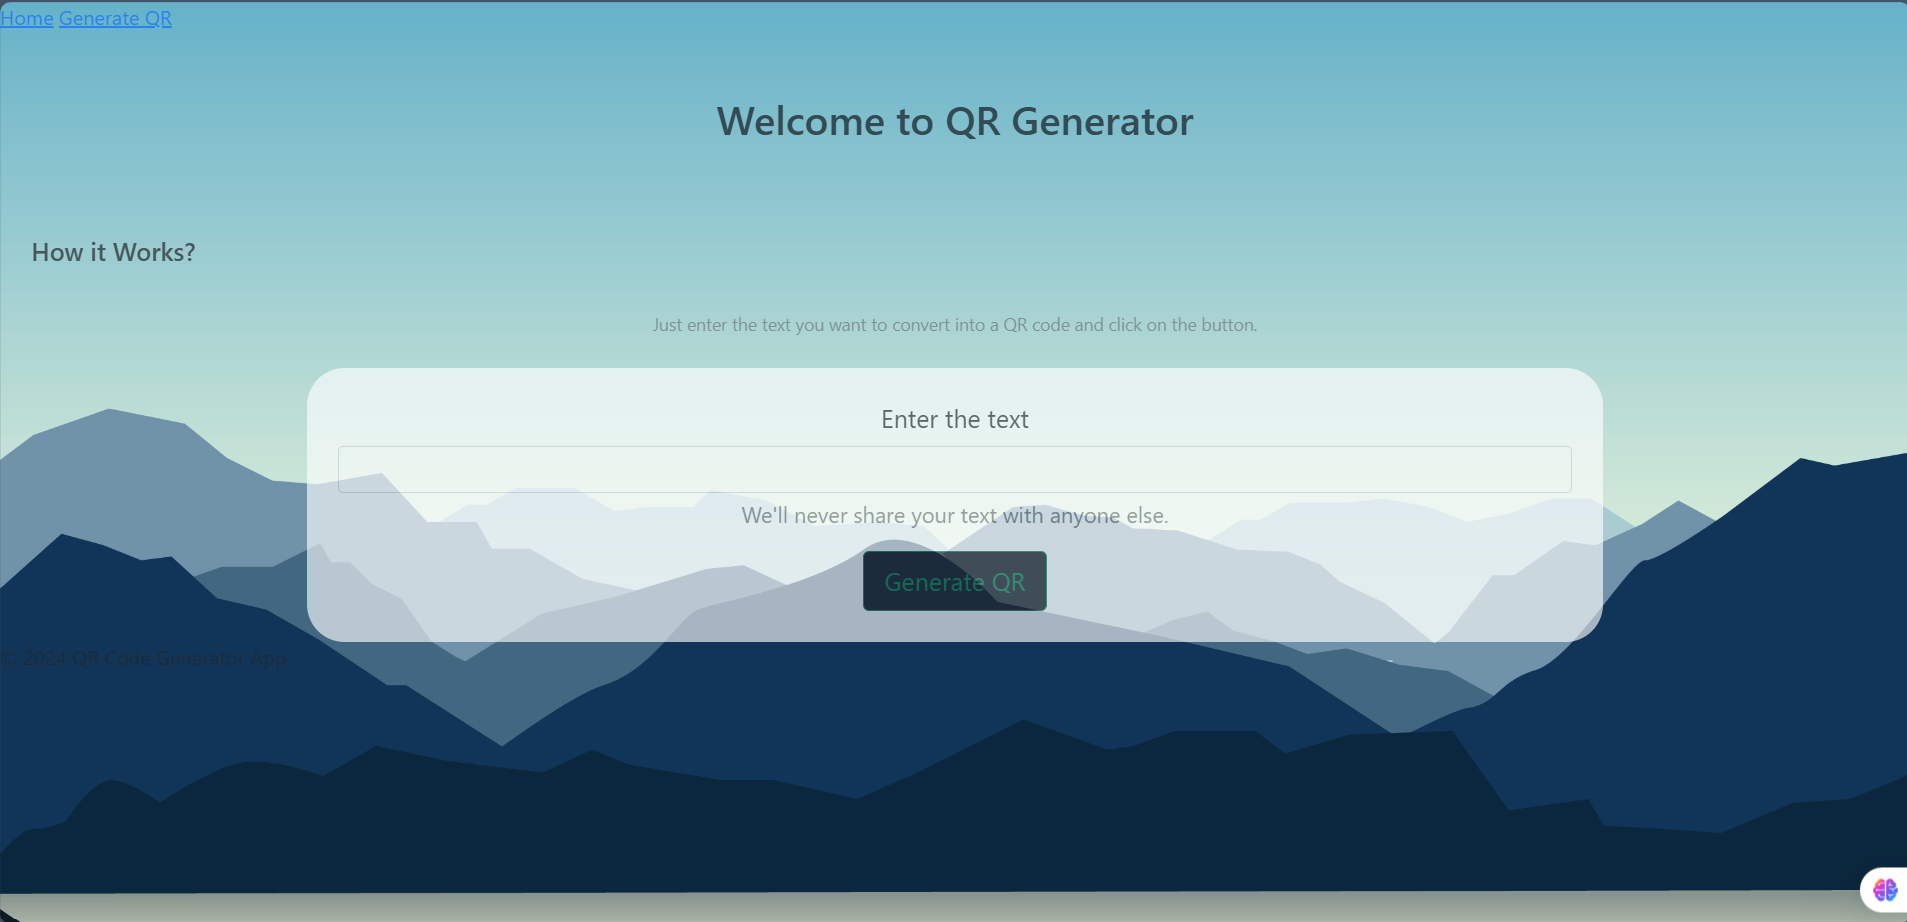 Home Generate QR
Welcome to QR Generator
How it Works?
Just enter the text you want to convert into a QR code and click on the button.
Enter the text
We'll never share your text with anyone else.
Generate QR
© 2024 QR Code Generator App